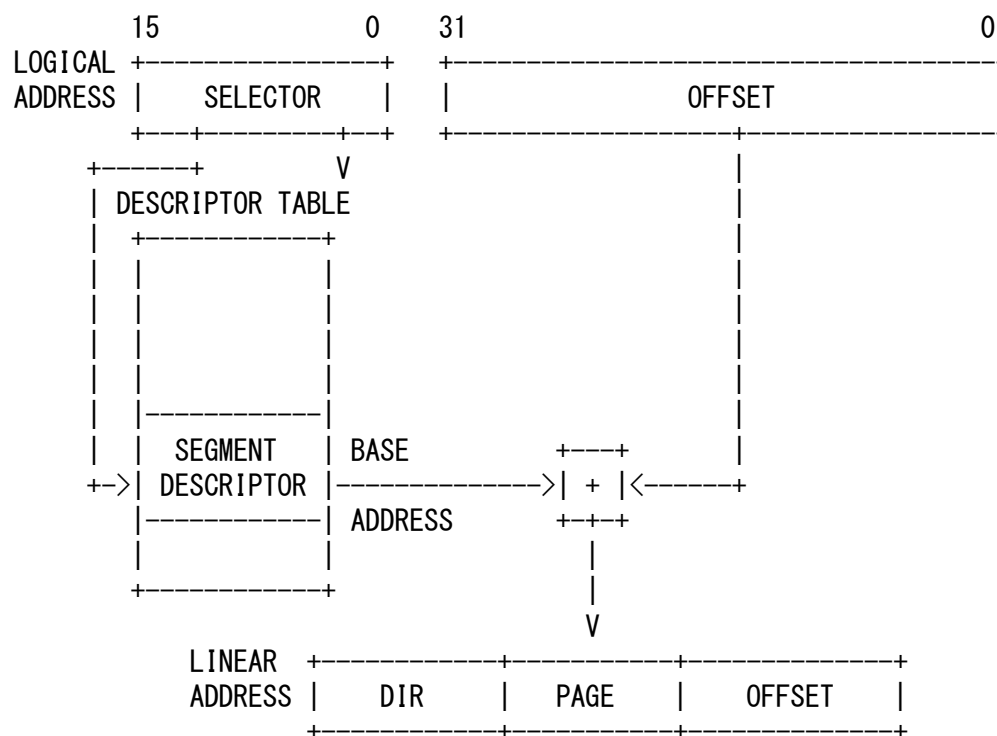 15 0 31 0
LOGICAL
ADDRESS SELECTOR OFFSET
V
DESCRIPTOR TABLE
SEGMENT BASE
DESCRIPTOR +
ADDRESS
V
LINEAR
ADDRESS DIR PAGE OFFSET